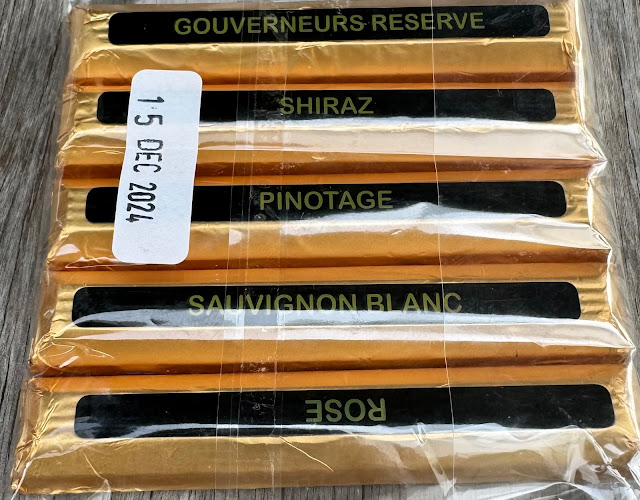 GOUVERNEURS RESERVE
SHIRAZ
15 DEC 2024
PINOTAGE
SAUVIGNON BLANC
ROSE